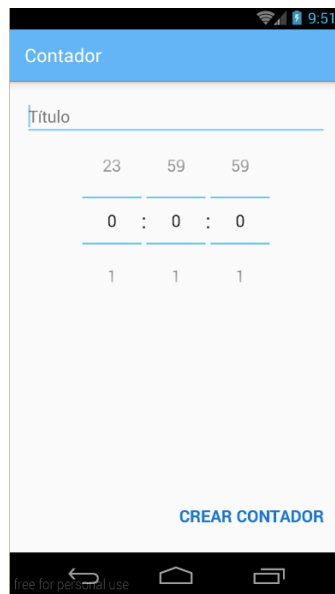 9:51
Contador
Título
23 59 59
0 : 0 : 0
1 1 1
CREAR CONTADOR
free for personal use